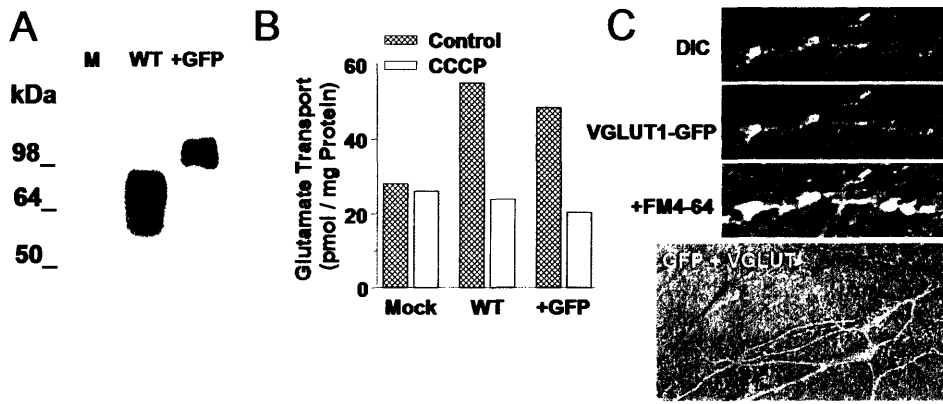 A
M WT +GFP
kDa
98_
64_
50_
B
Control
CCCP
Glutamate Transport
(pmol / mg Protein)
60
40
20
0
Mock WT +GFP
C
DIC
VGLUT1-GFP
+FM4-64
GFP + VGLUT